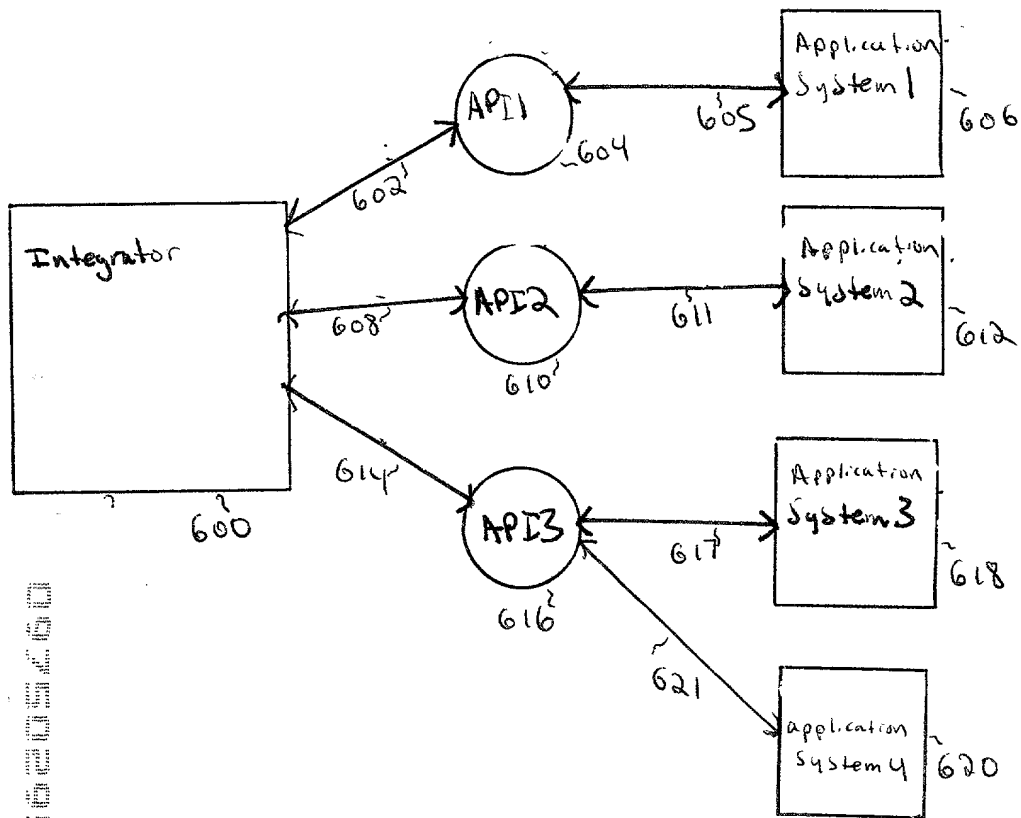 Application
System 1
API1
605
606
604
602
Integrator
Application
System 2
API2
608
611
612
610
614
Application
System 3
API3
600
617
618
616
621
application
system 4
620